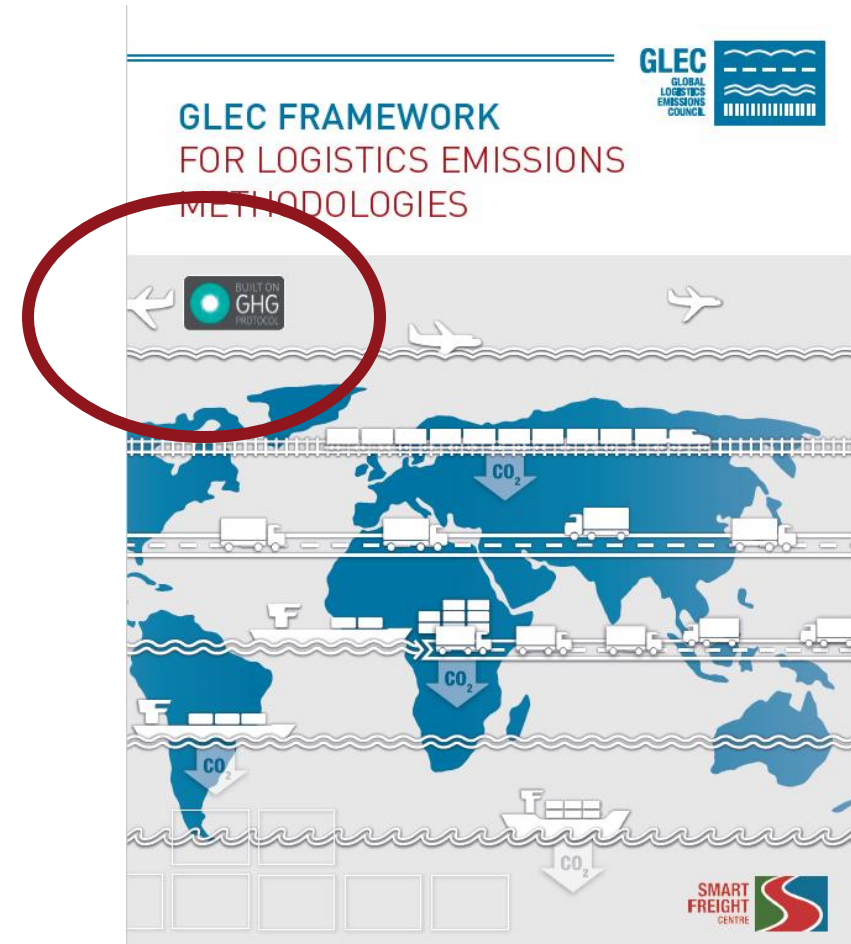 GLEC
GLOBAL
LOGISTICS
EMISSIONS
COUNCIL
GLEC FRAMEWORK
FOR LOGISTICS EMISSIONS
METHODOLOGIES
BUILT ON
GHG
PROTOCOL
CO2
CO2
CO2
CO2
SMART
FREIGHT
CENTRE